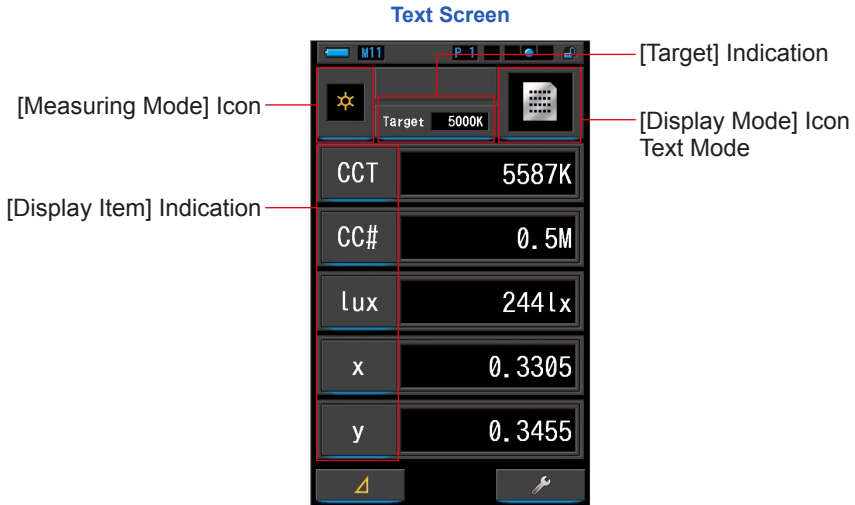 Text Screen
M11 P 1
[Target] Indication
[Measuring Mode] Icon
Target 5000K
[Display Mode] Icon
Text Mode
CCT 5587K
[Display Item] Indication
CC# 0.5M
lux 244lx
x 0.3305
y 0.3455